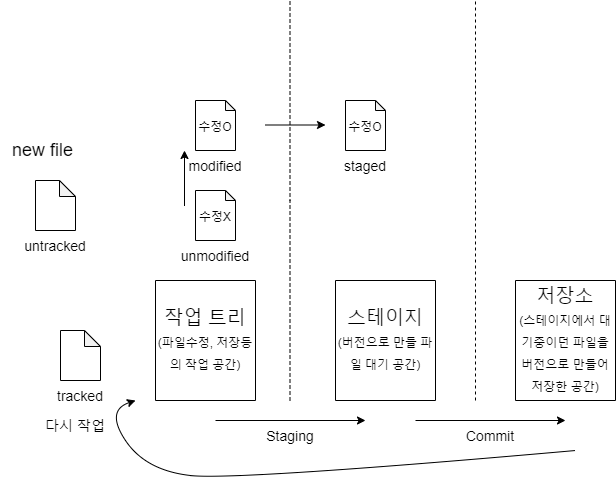 수정O
수정O
modified
staged
new file
수정X
untracked
unmodified
작업 트리
(파일수정, 저장등
의 작업 공간)
스테이지
(버전으로 만들 파
일 대기 공간)
저장소
(스테이지에서 대
기중이던 파일을
버전으로 만들어
저장한 공간)
tracked
다시 작업
Staging
Commit